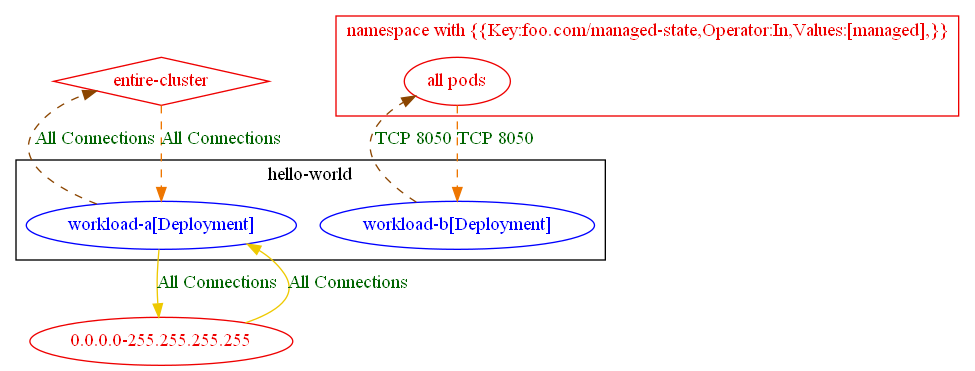 namespace with {{Key:foo.com/managed-state,Operator:In,Values:[managed],}}
entire-cluster
all pods
All Connections
All Connections
TCP 8050
TCP 8050
hello-world
workload-a[Deployment]
workload-b[Deployment]
All Connections
All Connections
0.0.0.0-255.255.255.255